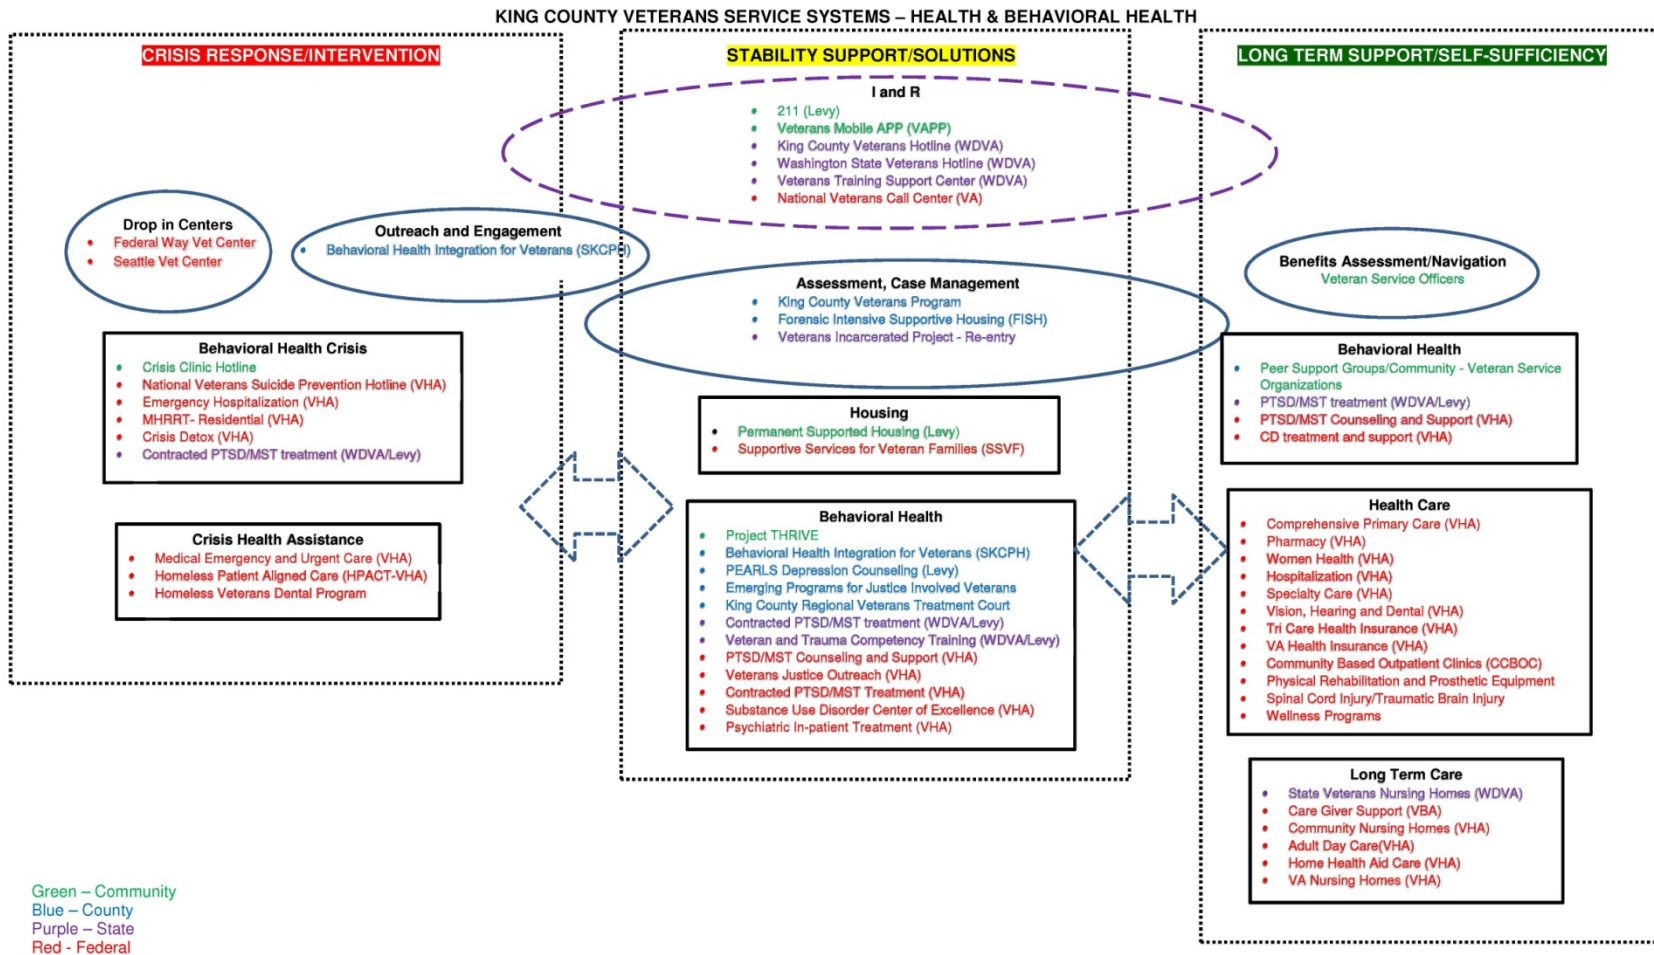 KING COUNTY VETERANS SERVICE SYSTEMS – HEALTH & BEHAVIORAL HEALTH
CRISIS RESPONSE/INTERVENTION
Drop in Centers
Federal Way Vet Center
Seattle Vet Center
Outreach and Engagement
Behavioral Health Integration for Veterans (SKCPH)
Behavioral Health Crisis
Crisis Clinic Hotline
National Veterans Suicide Prevention Hotline (VHA)
Emergency Hospitalization (VHA)
MHRRT- Residential (VHA)
Crisis Detox (VHA)
Contracted PTSD/MST treatment (WDVA/Levy)
Crisis Health Assistance
Medical Emergency and Urgent Care (VHA)
Homeless Patient Aligned Care (HPACT-VHA)
Homeless Veterans Dental Program
STABILITY SUPPORT/SOLUTIONS
I and R
211 (Levy)
Veterans Mobile APP (VAPP)
King County Veterans Hotline (WDVA)
Washington State Veterans Hotline (WDVA)
Veterans Training Support Center (WDVA)
National Veterans Call Center (VA)
Assessment, Case Management
King County Veterans Program
Forensic Intensive Supportive Housing (FISH)
Veterans Incarcerated Project - Re-entry
Housing
Permanent Supported Housing (Levy)
Supportive Services for Veteran Families (SSVF)
Behavioral Health
Project THRIVE
Behavioral Health Integration for Veterans (SKCPH)
PEARLS Depression Counseling (Levy)
Emerging Programs for Justice Involved Veterans
King County Regional Veterans Treatment Court
Contracted PTSD/MST treatment (WDVA/Levy)
Veteran and Trauma Competency Training (WDVA/Levy)
PTSD/MST Counseling and Support (VHA)
Veterans Justice Outreach (VHA)
Contracted PTSD/MST Treatment (VHA)
Substance Use Disorder Center of Excellence (VHA)
Psychiatric In-patient Treatment (VHA)
LONG TERM SUPPORT/SELF-SUFFICIENCY
Benefits Assessment/Navigation
Veteran Service Officers
Behavioral Health
Peer Support Groups/Community - Veteran Service
Organizations
PTSD/MST treatment (WDVA/Levy)
PTSD/MST Counseling and Support (VHA)
CD treatment and support (VHA)
Health Care
Comprehensive Primary Care (VHA)
Pharmacy (VHA)
Women Health (VHA)
Hospitalization (VHA)
Specialty Care (VHA)
Vision, Hearing and Dental (VHA)
Tri Care Health Insurance (VHA)
VA Health Insurance (VHA)
Community Based Outpatient Clinics (CCBOC)
Physical Rehabilitation and Prosthetic Equipment
Spinal Cord Injury/Traumatic Brain Injury
Wellness Programs
Long Term Care
State Veterans Nursing Homes (WDVA)
Care Giver Support (VBA)
Community Nursing Homes (VHA)
Adult Day Care(VHA)
Home Health Aid Care (VHA)
VA Nursing Homes (VHA)
Green – Community
Blue – County
Purple – State
Red - Federal